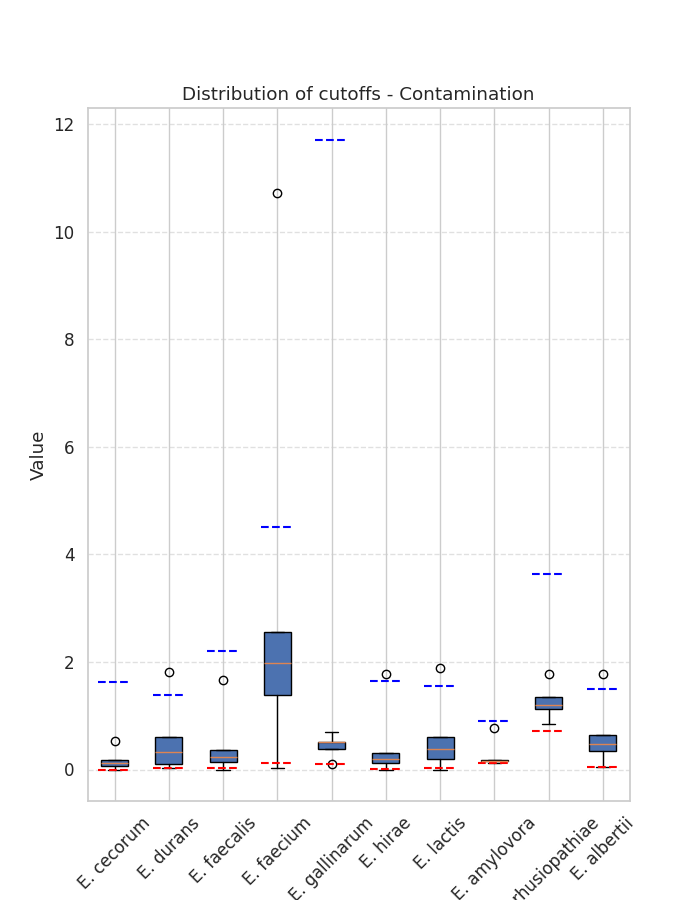 Distribution of cutoffs - Contamination
Value
12
10
8
6
4
2
0
E. cecorum
E. durans
E. faecalis
E. faecium
E. gallinarum
E. hirae
E. lactis
E. amylovora
rhusiopathiae
E. albertii